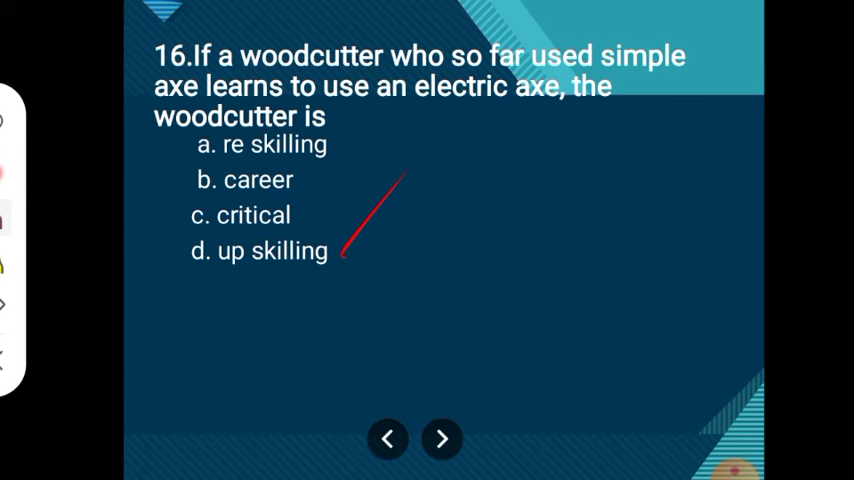 16.If a woodcutter who so far used simple
axe learns to use an electric axe, the
woodcutter is
a. re skilling
b. career
c. critical
d. up skilling